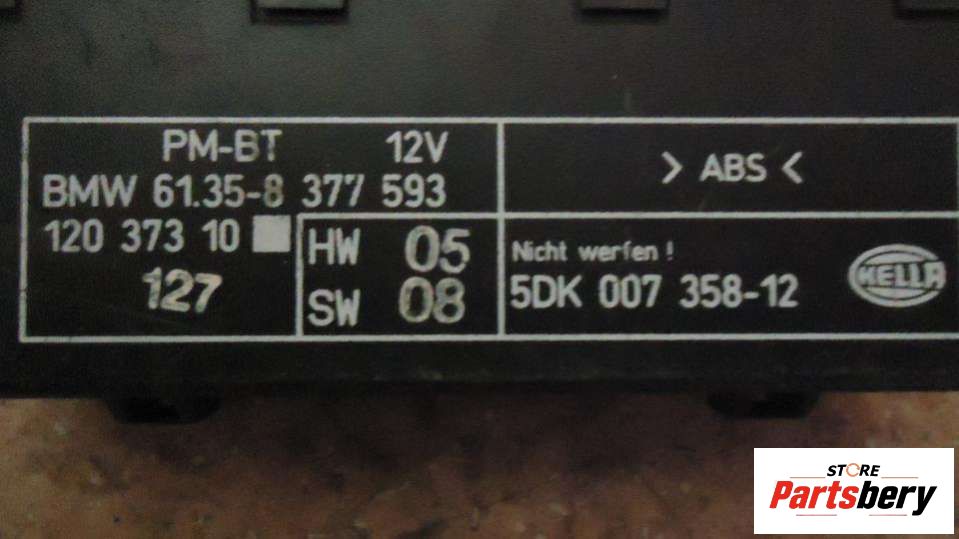 PM-BT 12V
BMW 61.35-8 377 593
120 373 10
127
HW 05
SW 08
> ABS <
Nicht werfen !
5DK 007 358-12
HELLA
STORE
Partsbery